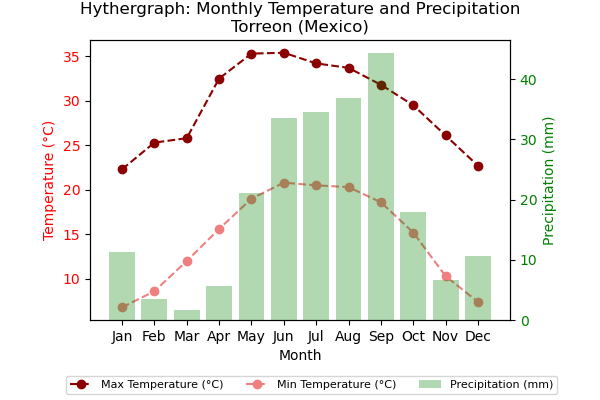 Hythergraph: Monthly Temperature and Precipitation
Torreon (Mexico)
Temperature (°C)
35
30
25
20
15
10
Precipitation (mm)
40
30
20
10
0
Jan Feb Mar Apr May Jun Jul Aug Sep Oct Nov Dec
Month
Max Temperature (°C) Min Temperature (°C) Precipitation (mm)